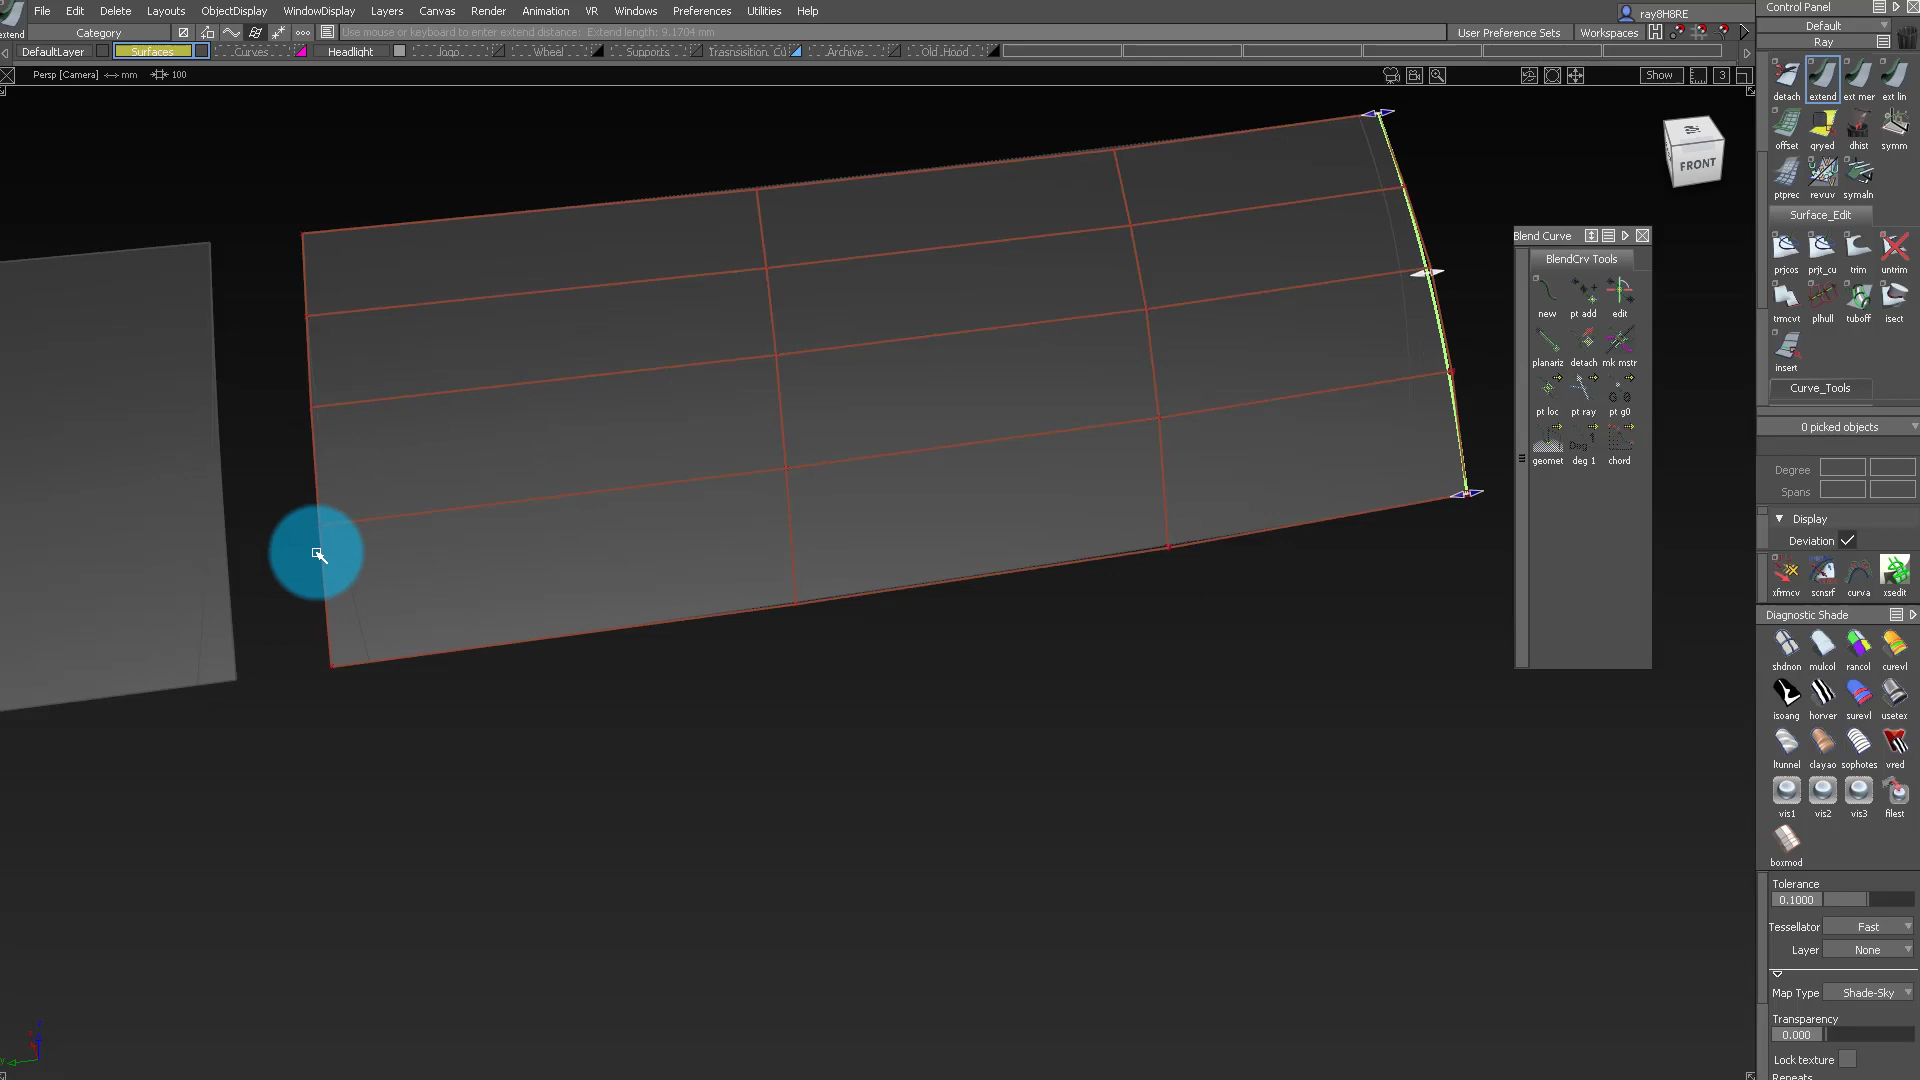 File Edit Delete Layouts ObjectDisplay WindowDisplay Layers Canvas Render Animation VR Windows Preferences Utilities Help
ray8H8RE
Control Panel
extend
Category
Use mouse or keyboard to enter extend distance: Extend length: 9.1704 mm
User Preference Sets
Workspaces
Default
Ray
DefaultLayer
Surfaces
Curves
Headlight
Wheel
Supports
Archive
Old_Hood
Persp [Camera] mm 100
Show
3
FRONT
detach extend ext mer ext lin
offset qryed dhist symm
ptprec revuv symaln
Surface_Edit
prjcos prjt_cu trim untrim
trmcvt plhull tuboff isect
insert
Curve_Tools
0 picked objects
Degree
Spans
Display
Deviation
xfrmcv scnsrf curva xsedit
Diagnostic Shade
shdnon mulcol rancol curevl
isoang horver surevl usetex
ltunnel clayao sophotes vred
vis1 vis2 vis3 filest
boxmod
Tolerance
0.1000
Tessellator Fast
Layer None
Map Type Shade-Sky
Transparency
0.000
Lock texture
Repeats
Blend Curve
BlendCrv Tools
new pt add edit
planariz detach mk mstr
pt loc pt ray pt g0
geomet deg 1 chord